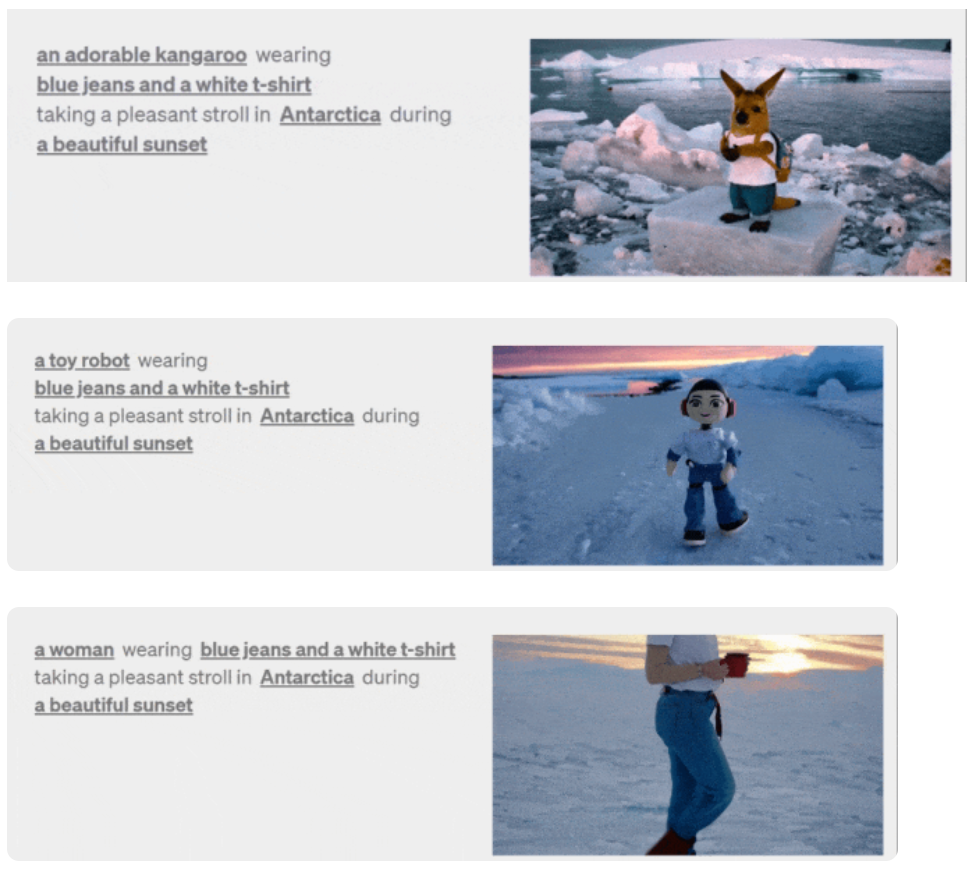 an adorable kangaroo wearing
blue jeans and a white t-shirt
taking a pleasant stroll in Antarctica during
a beautiful sunset
a toy robot wearing
blue jeans and a white t-shirt
taking a pleasant stroll in Antarctica during
a beautiful sunset
a woman wearing blue jeans and a white t-shirt
taking a pleasant stroll in Antarctica during
a beautiful sunset